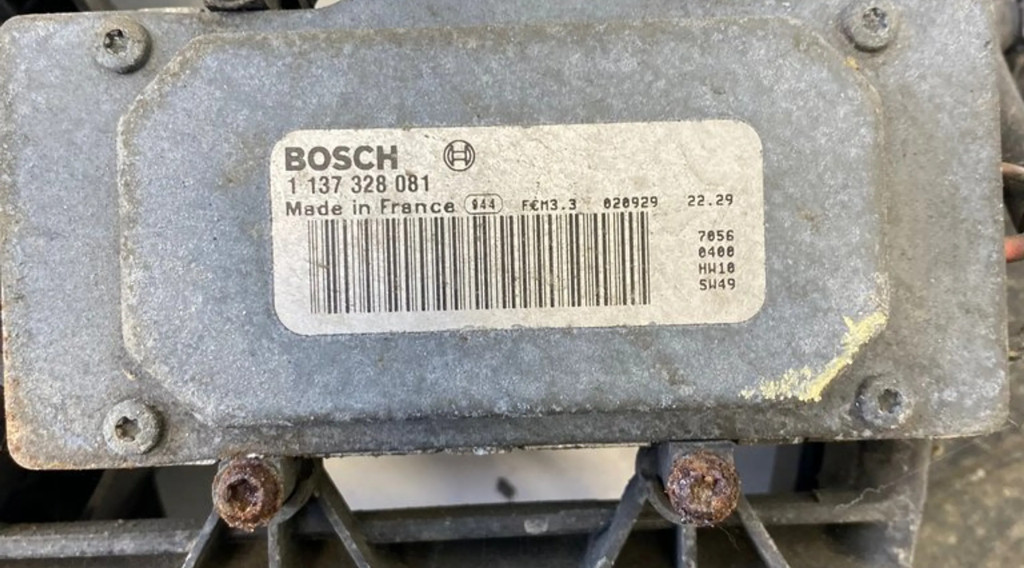 BOSCH
1 137 328 081
Made in France 944 FCM3.3 020929 22.29
7056
0400
HW10
SW49